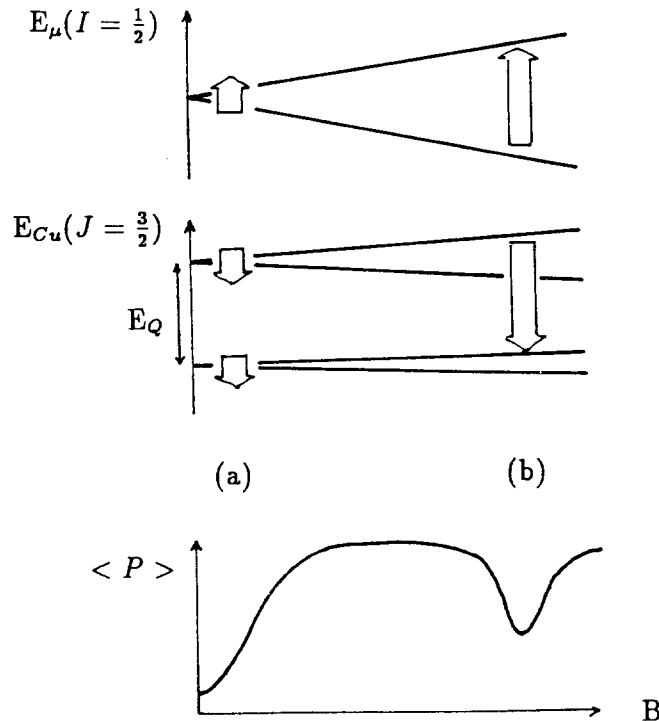 E_μ(I = 1/2)
E_Cu(J = 3/2)
E_Q
(a) (b)
< P >
B